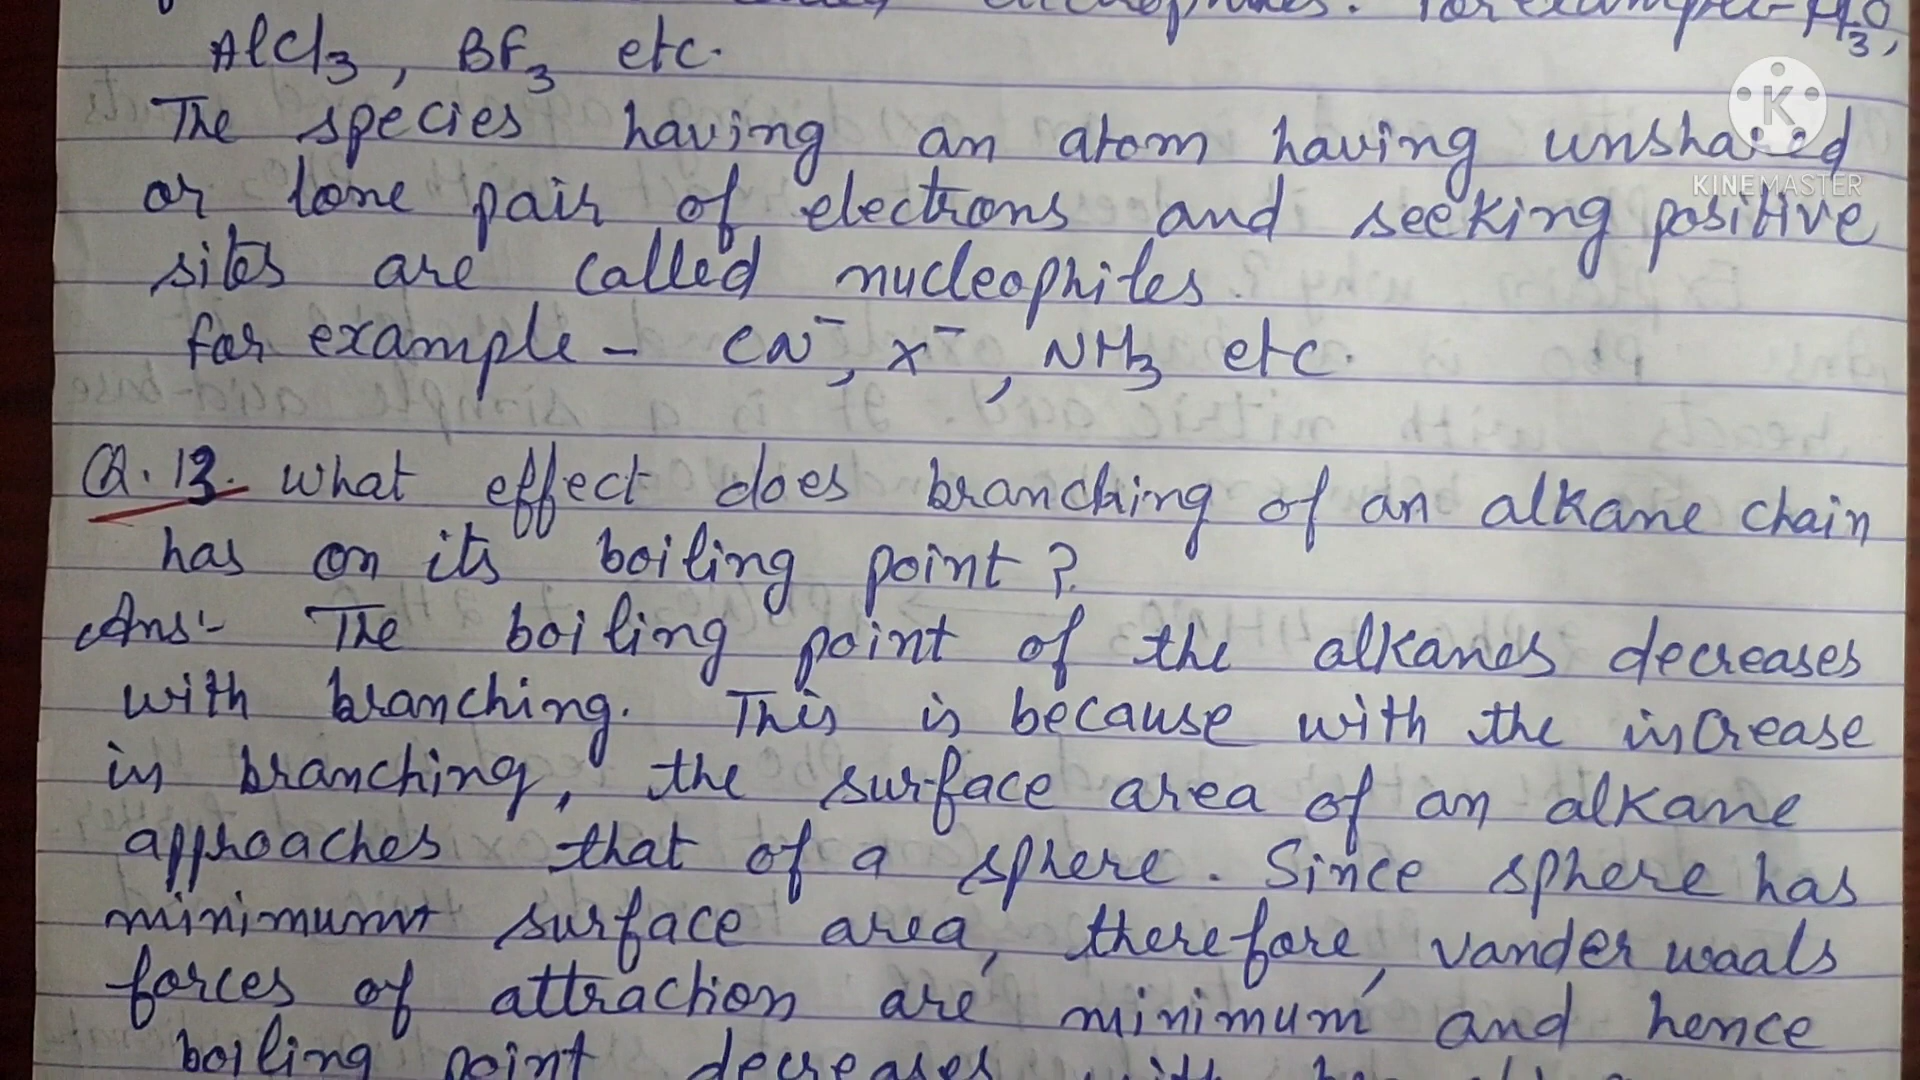 For example - H3O,
AlCl3, BF3 etc.
The species having an atom having unshared
or lone pair of electrons and seeking positive
sites are called nucleophiles.
for example - CN⁻, X⁻, NH3 etc.
Q.13. What effect does branching of an alkane chain
has on its boiling point?
Ans:- The boiling point of the alkanes decreases
with branching. This is because with the increase
in branching, the surface area of an alkane
approaches that of a sphere. Since sphere has
minimum surface area, therefore, vander waals
forces of attraction are minimum and hence
boiling point decreases with
K
KINEMASTER